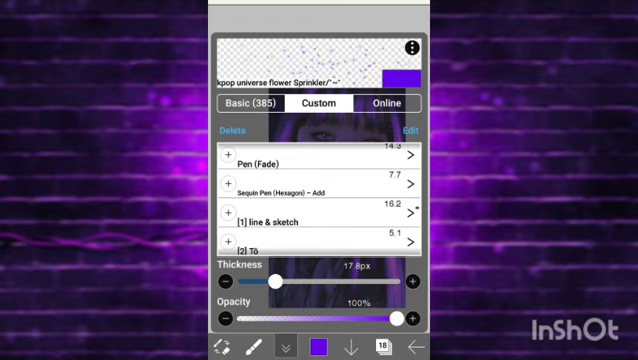 kpop universe flower Sprinkler/"~"
Basic (385) Custom Online
Delete Edit
14.3
Pen (Fade)
7.7
Sequin Pen (Hexagon) – Add
16.2
[1] line & sketch
5.1
[2] Tô
Thickness 17.8px
Opacity 100%
18
InShOt